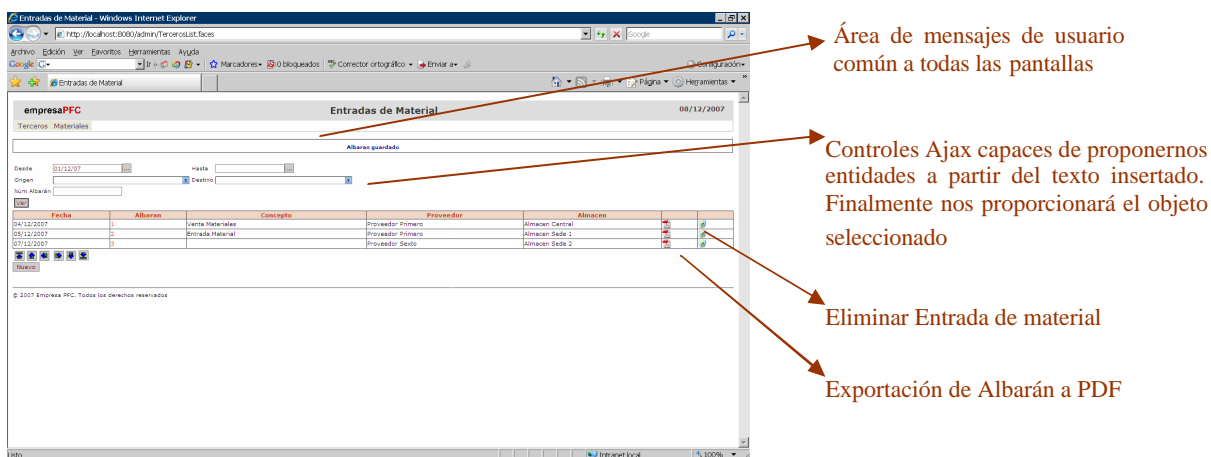 Entradas de Material - Windows Internet Explorer
http://localhost:8080/admin/TercerosList.faces
Google
Archivo Edición Ver Favoritos Herramientas Ayuda
Google G Ir Marcadores 0 bloqueados Corrector ortográfico Enviar a Configuración
Entradas de Material Página Herramientas
empresaPFC Entradas de Material 08/12/2007
Terceros Materiales
Albaran guardado
Desde 01/12/07 ... Hasta ...
Origen Destino
Núm Albarán
Ver
Fecha Albaran Concepto Proveedor Almacen
04/12/2007 1 Vente Materiales Proveedor Primero Almacen Central
05/12/2007 2 Entrada Material Proveedor Primero Almacen Sede 1
07/12/2007 3 Proveedor Sexto Almacen Sede 2
Nuevo
© 2007 Empresa PFC. Todos los derechos reservados
Listo Intranet local 100%
Área de mensajes de usuario
común a todas las pantallas
Controles Ajax capaces de proponernos
entidades a partir del texto insertado.
Finalmente nos proporcionará el objeto
seleccionado
Eliminar Entrada de material
Exportación de Albarán a PDF